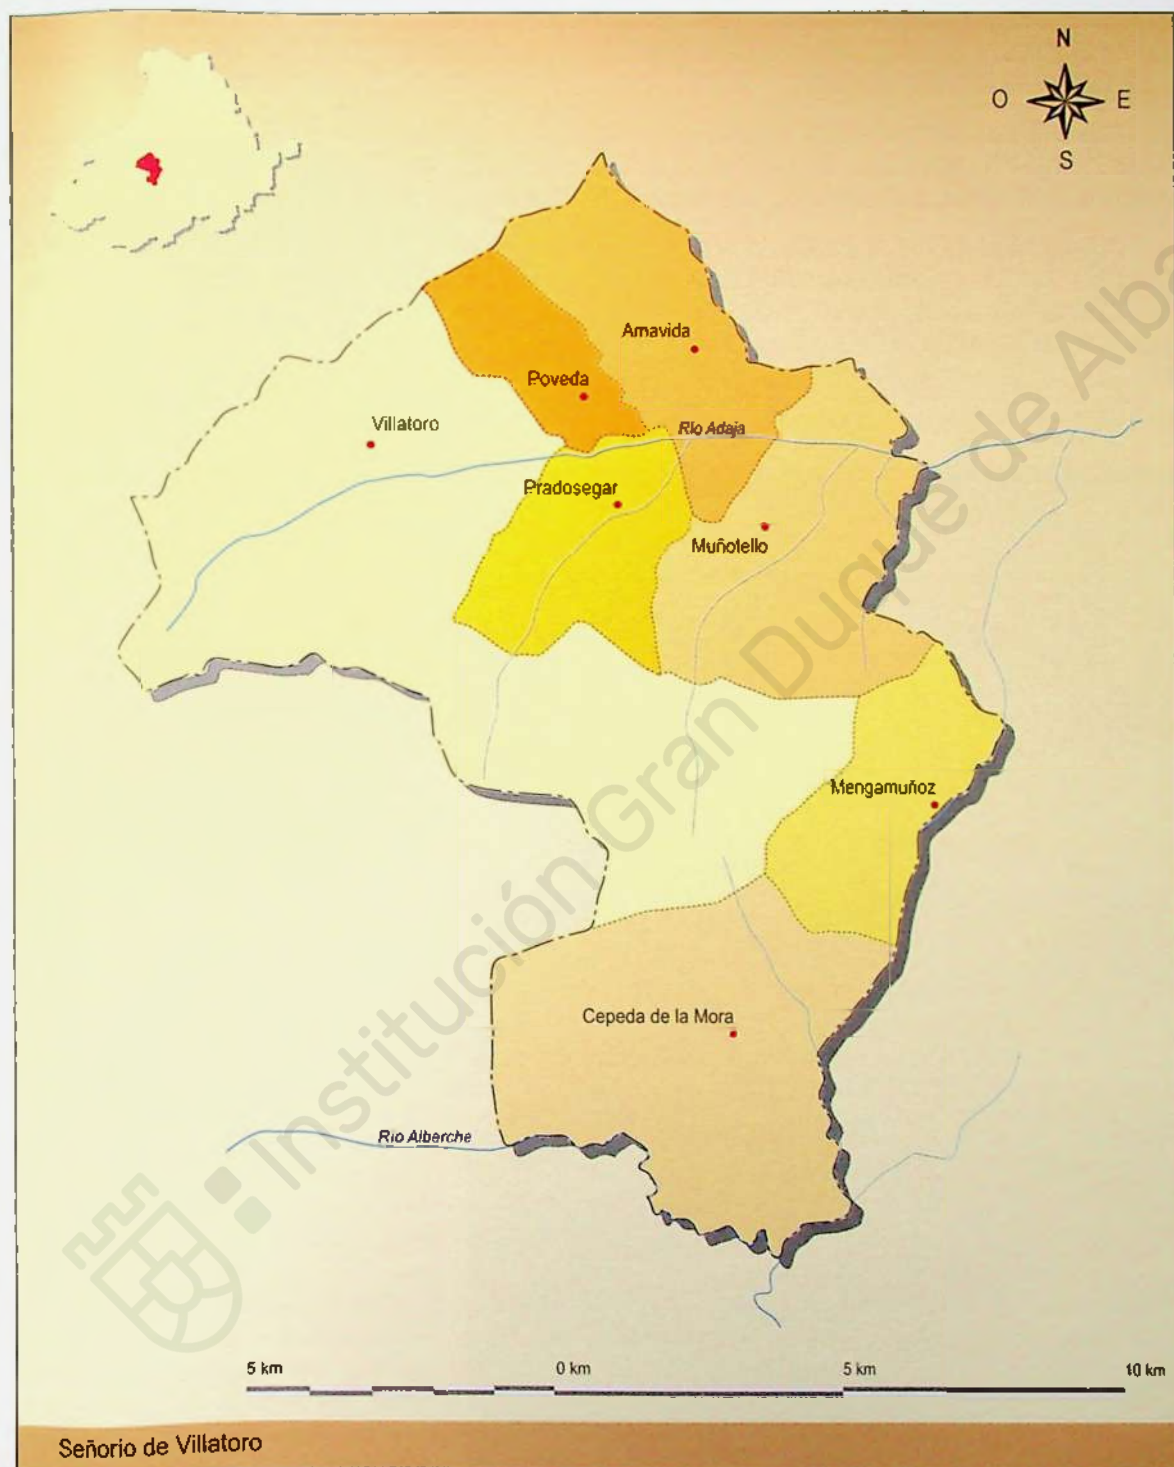 N
O E
S
Amavida
Poveda
Villatoro
Río Adaja
Pradosegar
Muñotello
Mengamuñoz
Cepeda de la Mora
Río Alberche
5 km 0 km 5 km 10 km
Señorio de Villatoro
Institución Gran Duque de Alba